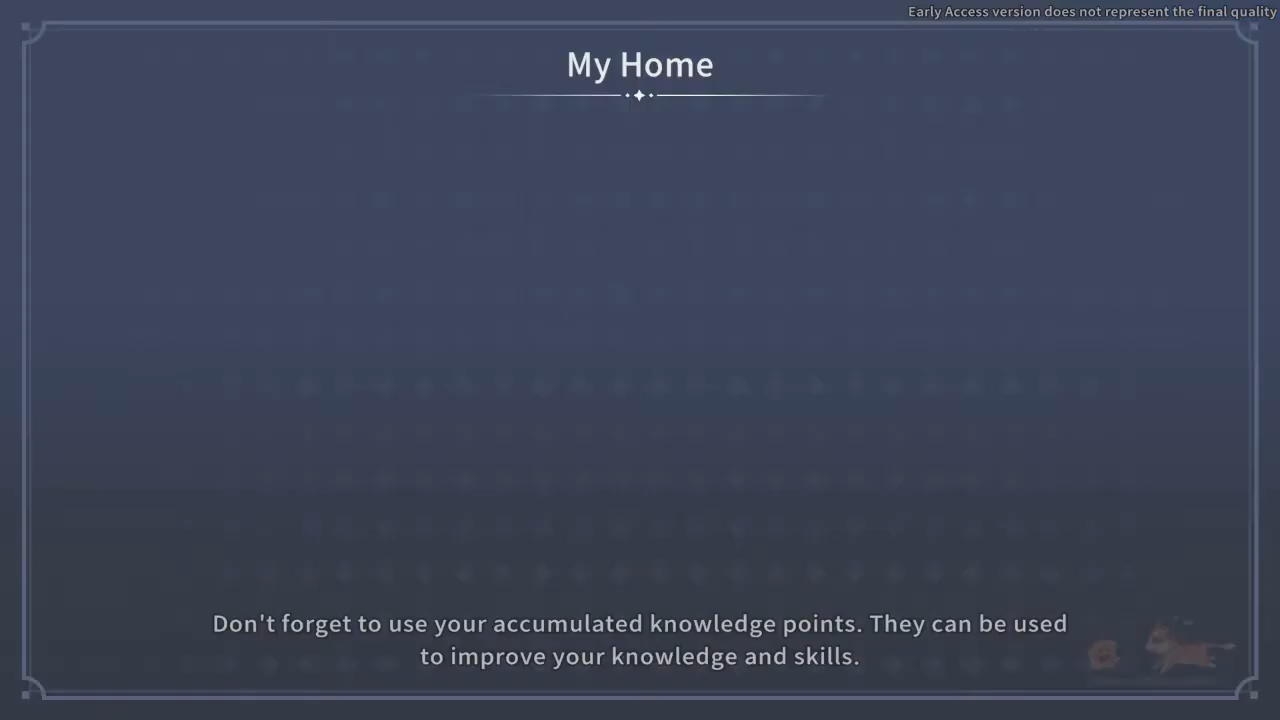 Early Access version does not represent the final quality
My Home
Don't forget to use your accumulated knowledge points. They can be used
to improve your knowledge and skills.